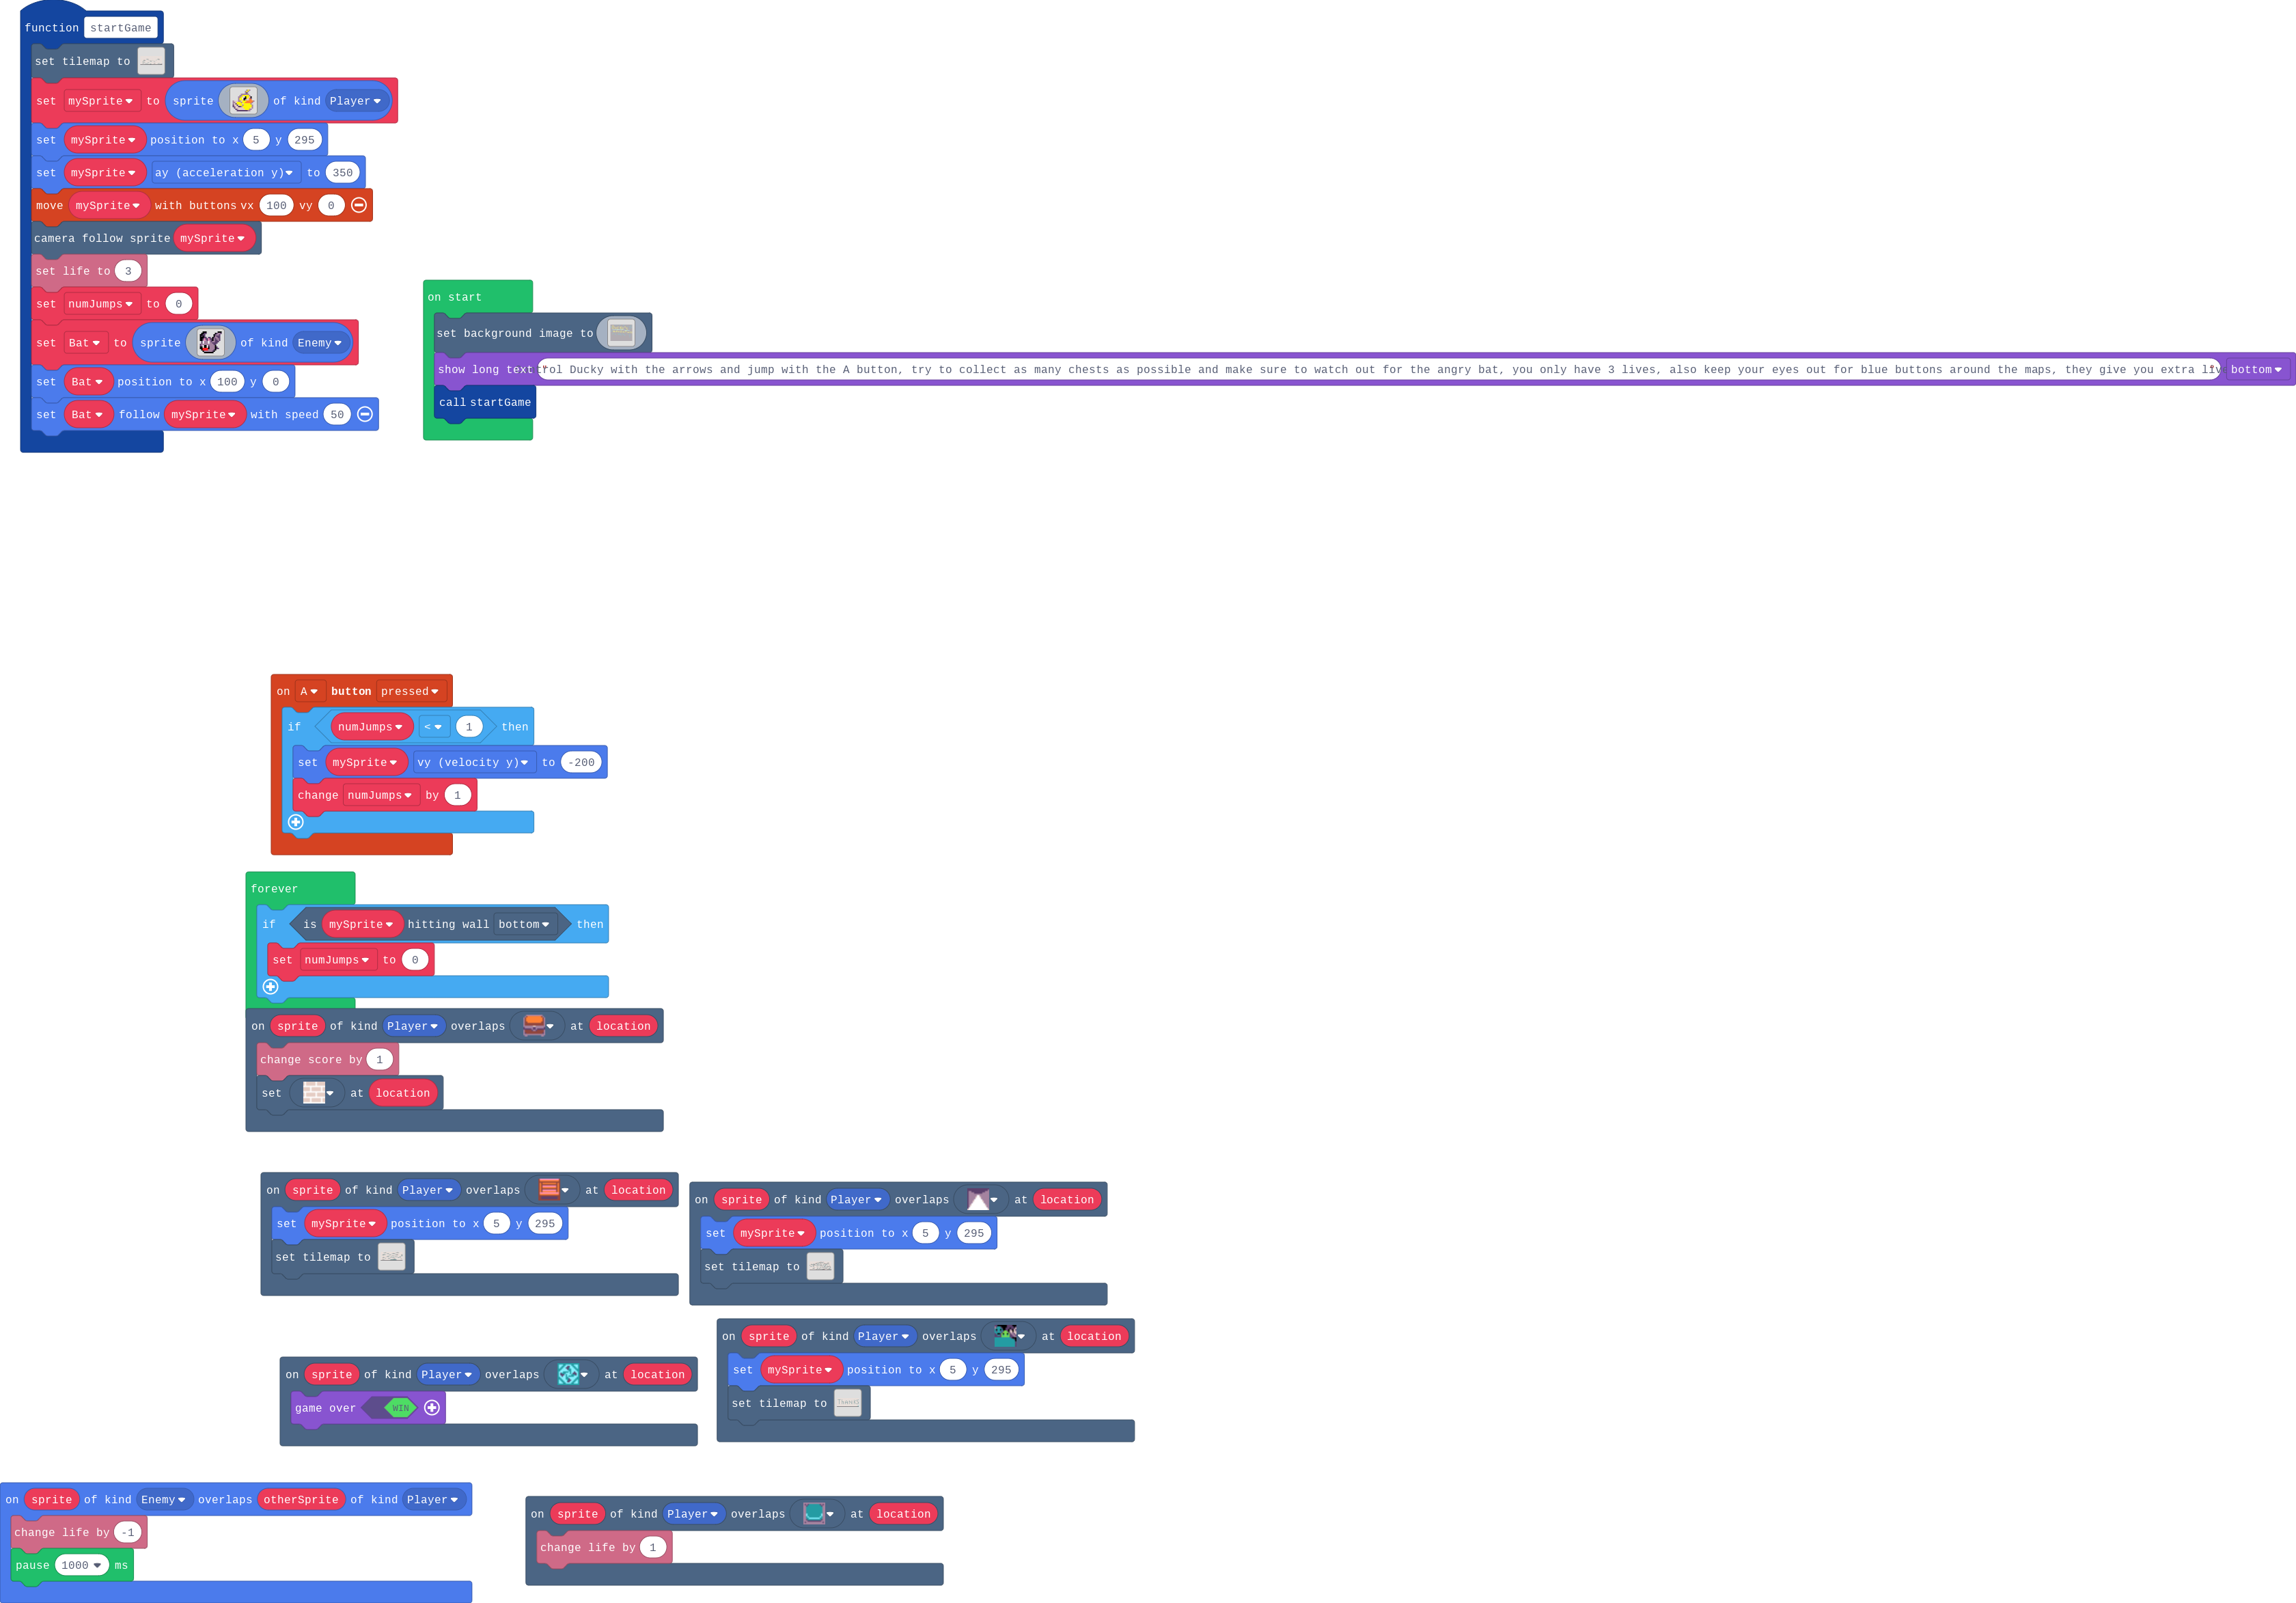 function startGame
set tilemap to
set mySprite to sprite of kind Player
set mySprite position to x 5 y 295
set mySprite ay (acceleration y) to 350
move mySprite with buttons vx 100 vy 0
camera follow sprite mySprite
set life to 3
set numJumps to 0
set Bat to sprite of kind Enemy
set Bat position to x 100 y 0
set Bat follow mySprite with speed 50
on start
set background image to
show long text "trol Ducky with the arrows and jump with the A button, try to collect as many chests as possible and make sure to watch out for the angry bat, you only have 3 lives, also keep your eyes out for blue buttons around the maps, they give you extra liv" bottom
call startGame
on A button pressed
if numJumps < 1 then
set mySprite vy (velocity y) to -200
change numJumps by 1
forever
if is mySprite hitting wall bottom then
set numJumps to 0
on sprite of kind Player overlaps at location
change score by 1
set at location
on sprite of kind Player overlaps at location
set mySprite position to x 5 y 295
set tilemap to
on sprite of kind Player overlaps at location
set mySprite position to x 5 y 295
set tilemap to
on sprite of kind Player overlaps at location
set mySprite position to x 5 y 295
set tilemap to
on sprite of kind Player overlaps at location
game over WIN
on sprite of kind Enemy overlaps otherSprite of kind Player
change life by -1
pause 1000 ms
on sprite of kind Player overlaps at location
change life by 1